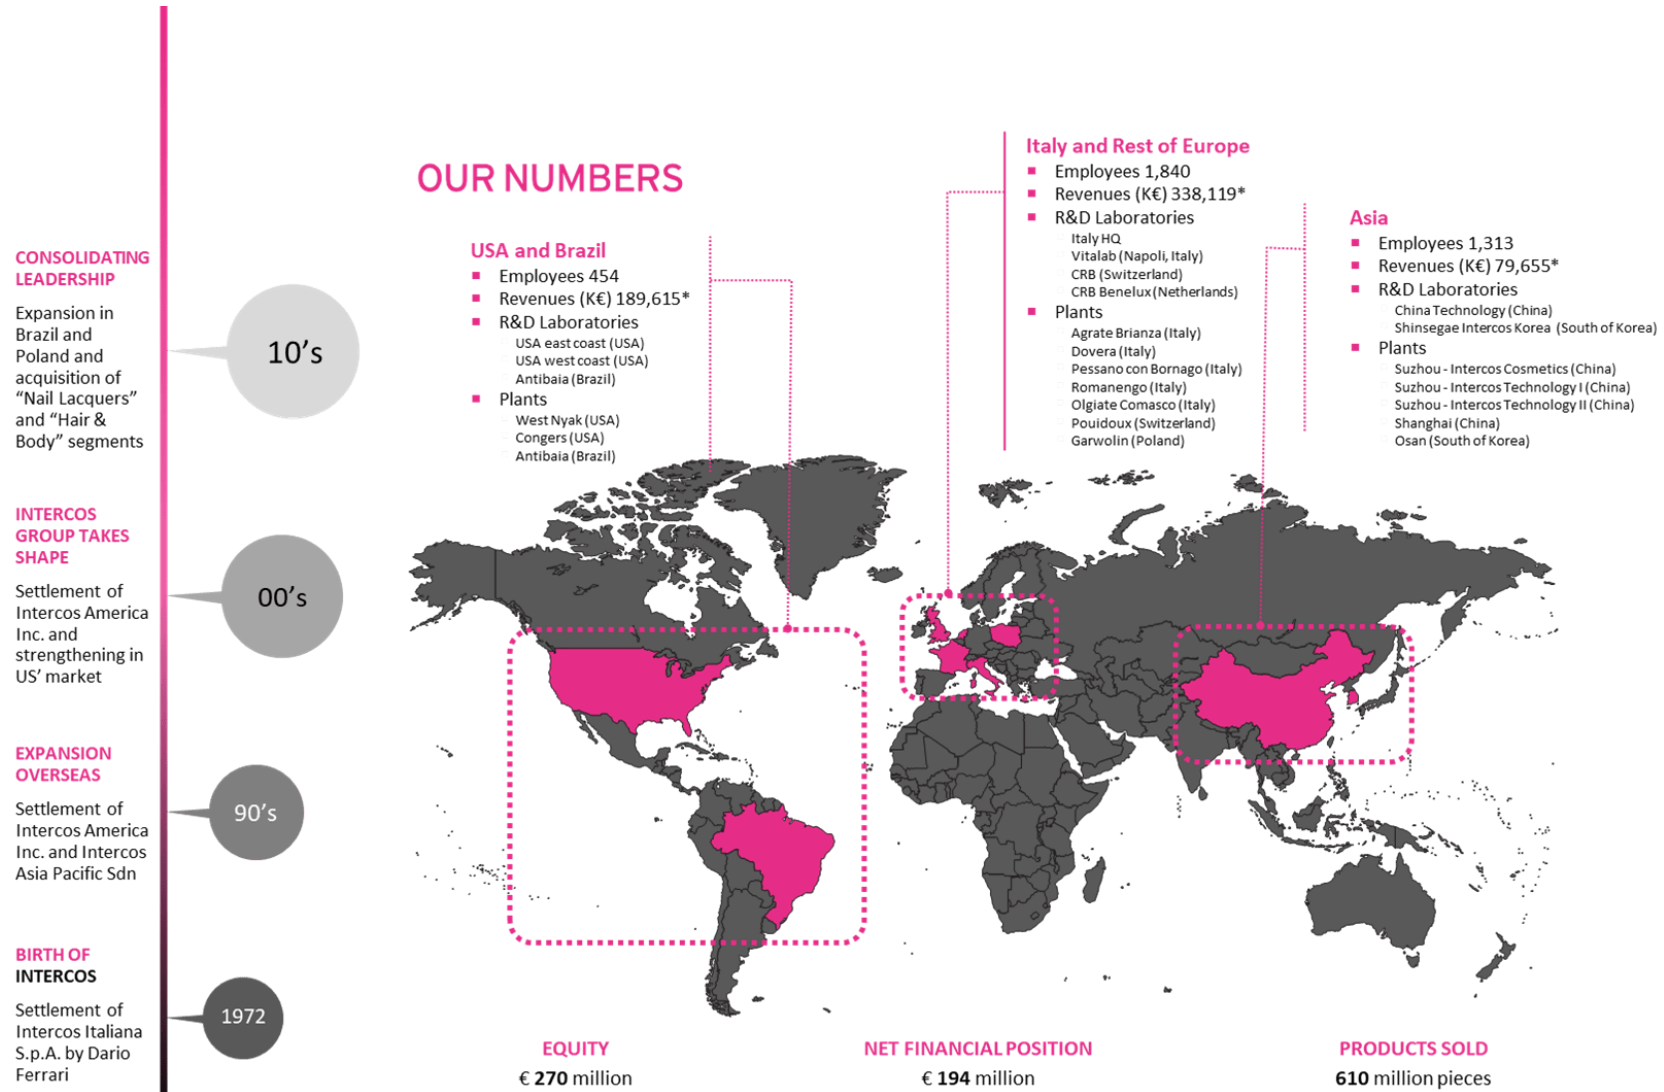 CONSOLIDATING
LEADERSHIP
Expansion in
Brazil and
Poland and
acquisition of
“Nail Lacquers”
and “Hair &
Body” segments
10’s
INTERCOS
GROUP TAKES
SHAPE
Settlement of
Intercos America
Inc. and
strengthening in
US’ market
00’s
EXPANSION
OVERSEAS
Settlement of
Intercos America
Inc. and Intercos
Asia Pacific Sdn
90’s
BIRTH OF
INTERCOS
Settlement of
Intercos Italiana
S.p.A. by Dario
Ferrari
1972
OUR NUMBERS
USA and Brazil
Employees 454
Revenues (K€) 189,615*
R&D Laboratories
USA east coast (USA)
USA west coast (USA)
Antibaia (Brazil)
Plants
West Nyak (USA)
Congers (USA)
Antibaia (Brazil)
Italy and Rest of Europe
Employees 1,840
Revenues (K€) 338,119*
R&D Laboratories
Italy HQ
Vitalab (Napoli, Italy)
CRB (Switzerland)
CRB Benelux (Netherlands)
Plants
Agrate Brianza (Italy)
Dovera (Italy)
Pessano con Bornago (Italy)
Romanengo (Italy)
Olgiate Comasco (Italy)
Pouidoux (Switzerland)
Garwolin (Poland)
Asia
Employees 1,313
Revenues (K€) 79,655*
R&D Laboratories
China Technology (China)
Shinsegae Intercos Korea (South of Korea)
Plants
Suzhou - Intercos Cosmetics (China)
Suzhou - Intercos Technology I (China)
Suzhou - Intercos Technology II (China)
Shanghai (China)
Osan (South of Korea)
EQUITY
€ 270 million
NET FINANCIAL POSITION
€ 194 million
PRODUCTS SOLD
610 million pieces